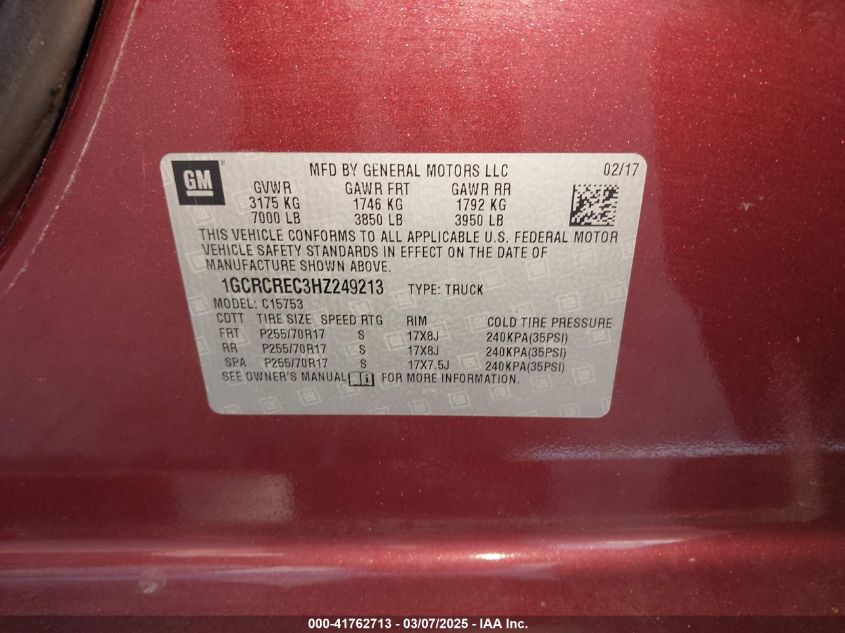 GM
MFD BY GENERAL MOTORS LLC 02/17
GVWR GAWR FRT GAWR RR
3175 KG 1746 KG 1792 KG
7000 LB 3850 LB 3950 LB
THIS VEHICLE CONFORMS TO ALL APPLICABLE U.S. FEDERAL MOTOR
VEHICLE SAFETY STANDARDS IN EFFECT ON THE DATE OF
MANUFACTURE SHOWN ABOVE.
1GCRCREC3HZ249213 TYPE: TRUCK
MODEL: C15753
CDTT TIRE SIZE SPEED RTG RIM COLD TIRE PRESSURE
FRT P255/70R17 S 17X8J 240KPA(35PSI)
RR P255/70R17 S 17X8J 240KPA(35PSI)
SPA P255/70R17 S 17X7.5J 240KPA(35PSI)
SEE OWNER'S MANUAL FOR MORE INFORMATION.
000-41762713 - 03/07/2025 - IAA Inc.